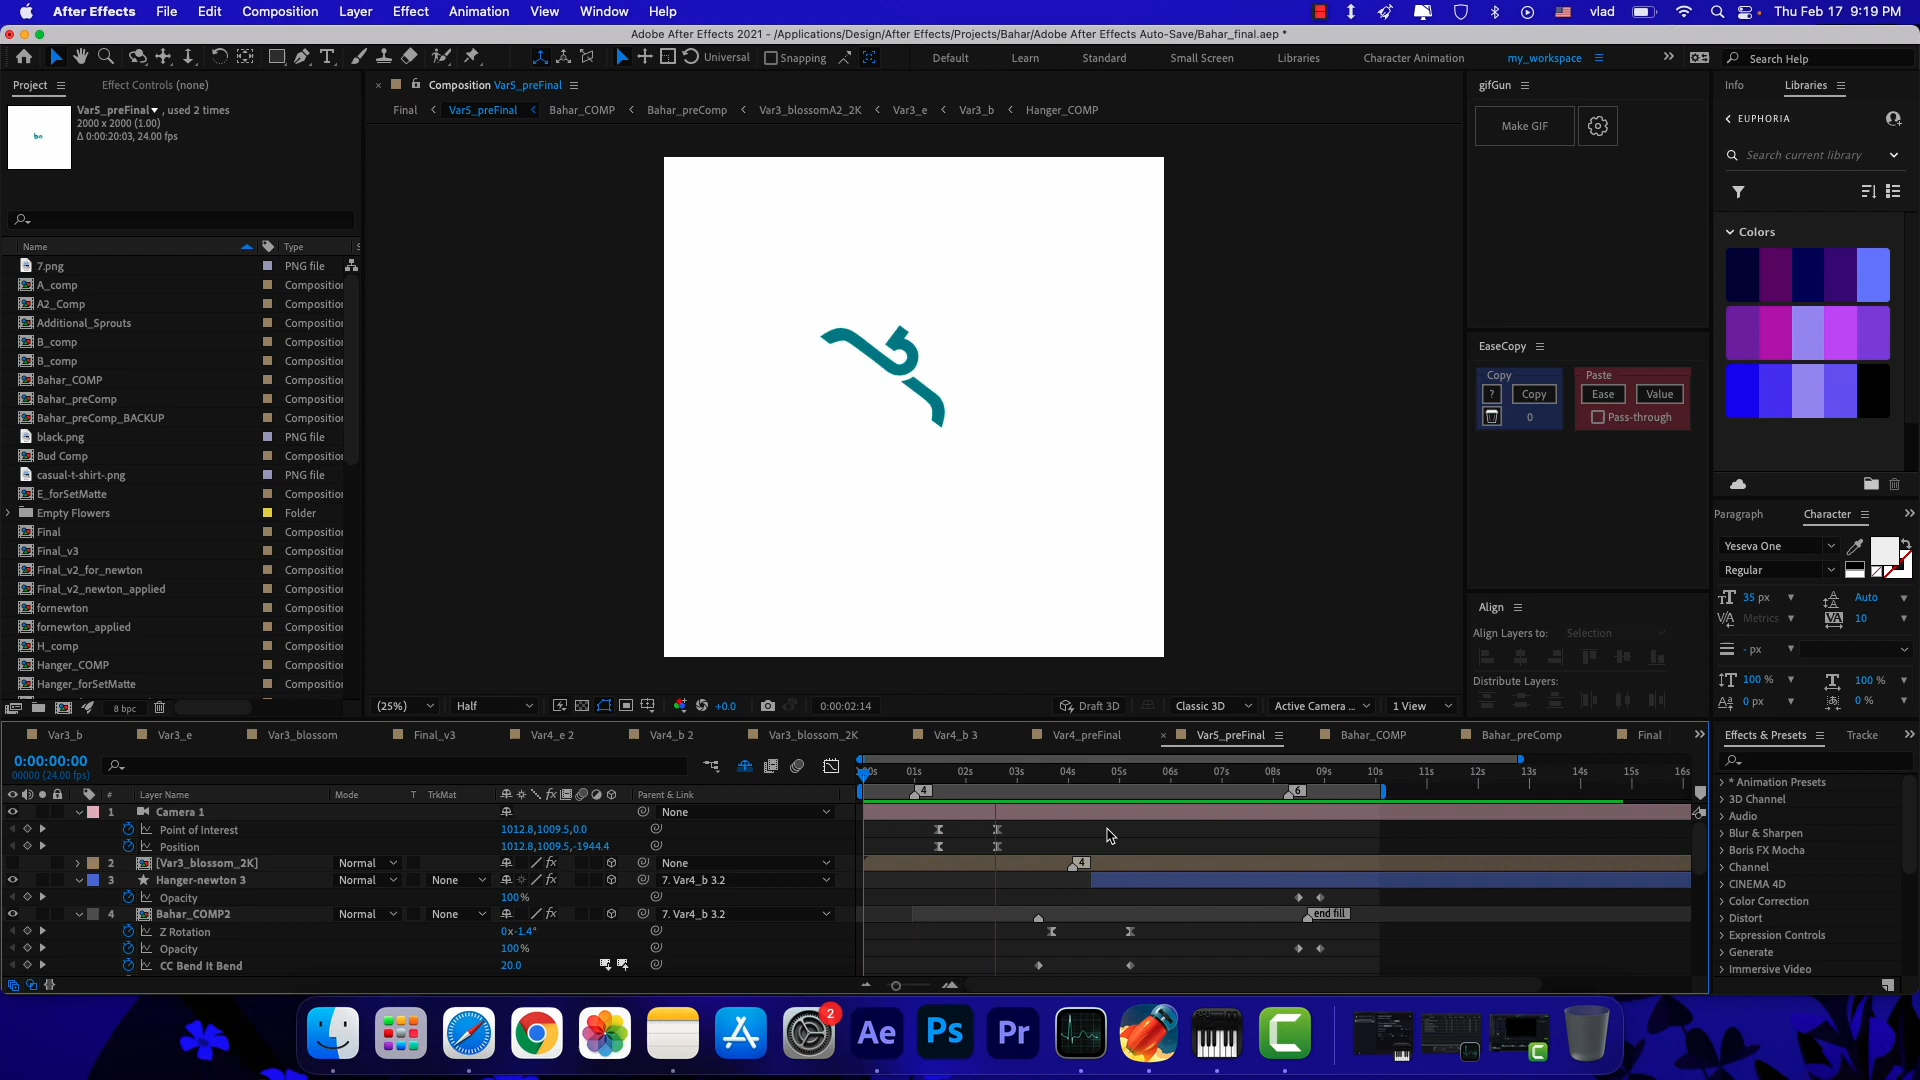 After Effects File Edit Composition Layer Effect Animation View Window Help vlad Thu Feb 17 9:19 PM
Adobe After Effects 2021 - /Applications/Design/After Effects/Projects/Bahar/Adobe After Effects Auto-Save/Bahar_final.aep *
Universal Snapping Default Learn Standard Small Screen Libraries Character Animation my_workspace Search Help
Project Effect Controls (none) Composition Var5_preFinal gifGun Info Libraries
Var5_preFinal , used 2 times
2000 x 2000 (1.00)
Δ 0:00:20:03, 24.00 fps
Final Var5_preFinal Bahar_COMP Bahar_preComp Var3_blossomA2_2K Var3_e Var3_b Hanger_COMP
Make GIF
EUPHORIA
Search current library
Colors
Name Type
7.png PNG file
A_comp Composition
A2_Comp Composition
Additional_Sprouts Composition
B_comp Composition
B_comp Composition
Bahar_COMP Composition
Bahar_preComp Composition
Bahar_preComp_BACKUP Composition
black.png PNG file
Bud Comp Composition
casual-t-shirt-.png PNG file
E_forSetMatte Composition
Empty Flowers Folder
Final Composition
Final_v3 Composition
Final_v2_for_newton Composition
Final_v2_newton_applied Composition
fornewton Composition
fornewton_applied Composition
H_comp Composition
Hanger_COMP Composition
Hanger_forSetMatte Composition
8 bpc
EaseCopy
Copy Paste
? Copy Ease Value
0 Pass-through
Align
Align Layers to: Selection
Distribute Layers:
Paragraph Character
Yeseva One
Regular
35 px Auto
Metrics 10
- px
100 % 100 %
0 px 0 %
(25%) Half +0.0 0:00:02:14 Draft 3D Classic 3D Active Camera ... 1 View
Var3_b Var3_e Var3_blossom Final_v3 Var4_e 2 Var4_b 2 Var3_blossom_2K Var4_b 3 Var4_preFinal Var5_preFinal Bahar_COMP Bahar_preComp Final
0:00:00:00
00000 (24.00 fps)
01s 02s 03s 04s 05s 06s 07s 08s 09s 10s 11s 12s 13s 14s 15s 16s
4 6
# Layer Name Mode T TrkMat Parent & Link
1 Camera 1 None
Point of Interest 1012.8,1009.5,0.0
Position 1012.8,1009.5,-1944.4
2 [Var3_blossom_2K] Normal None 4
3 Hanger-newton 3 Normal None 7. Var4_b 3.2
Opacity 100%
4 Bahar_COMP2 Normal None 7. Var4_b 3.2 end fill
Z Rotation 0x-1.4°
Opacity 100%
CC Bend It Bend 20.0
Effects & Presets Tracke
* Animation Presets
3D Channel
Audio
Blur & Sharpen
Boris FX Mocha
Channel
CINEMA 4D
Color Correction
Distort
Expression Controls
Generate
Immersive Video
2
Ae Ps Pr